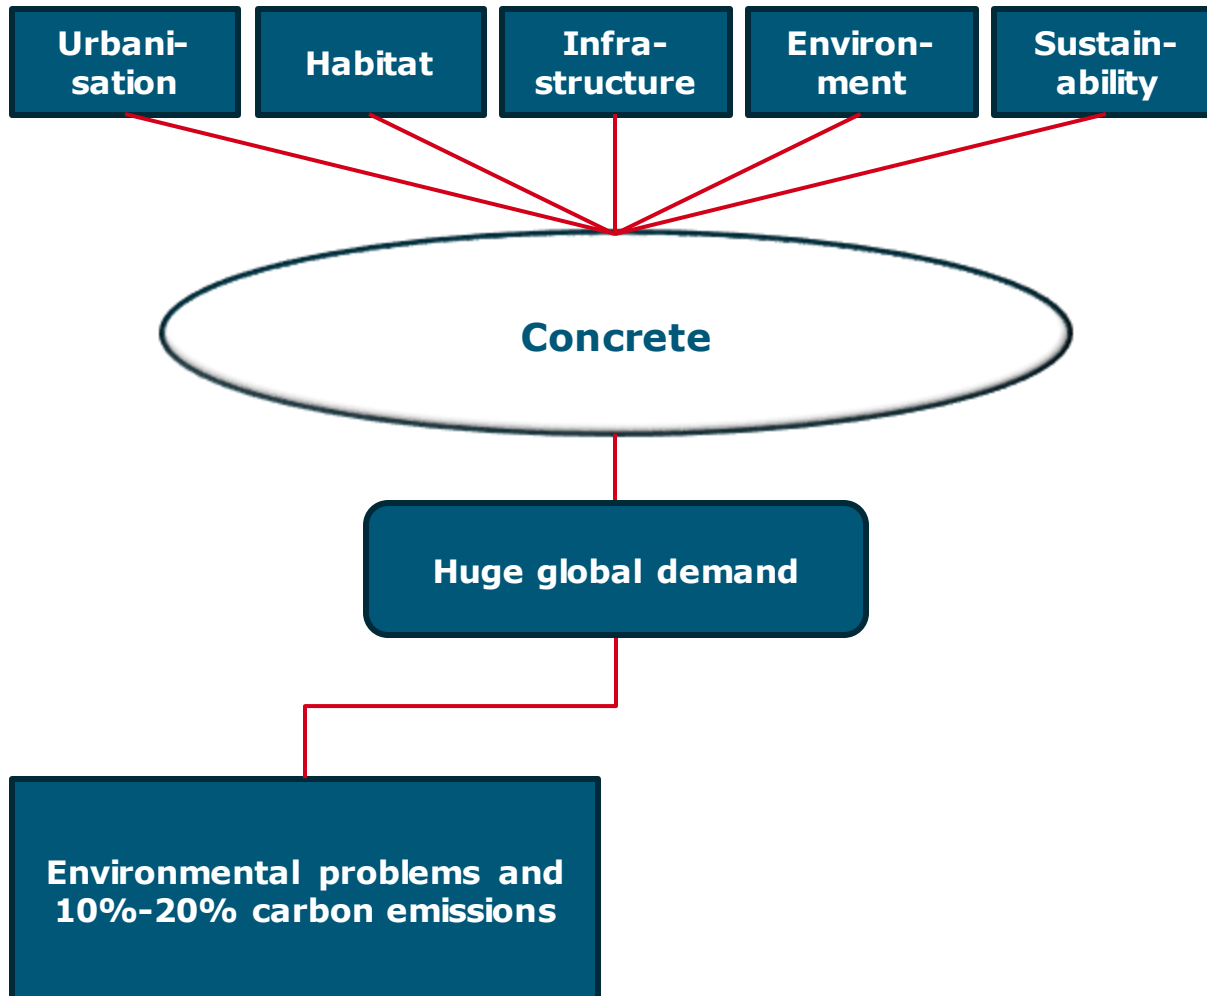 Urbani-
sation
Habitat
Infra-
structure
Environ-
ment
Sustain-
ability
Concrete
Huge global demand
Environmental problems and
10%-20% carbon emissions